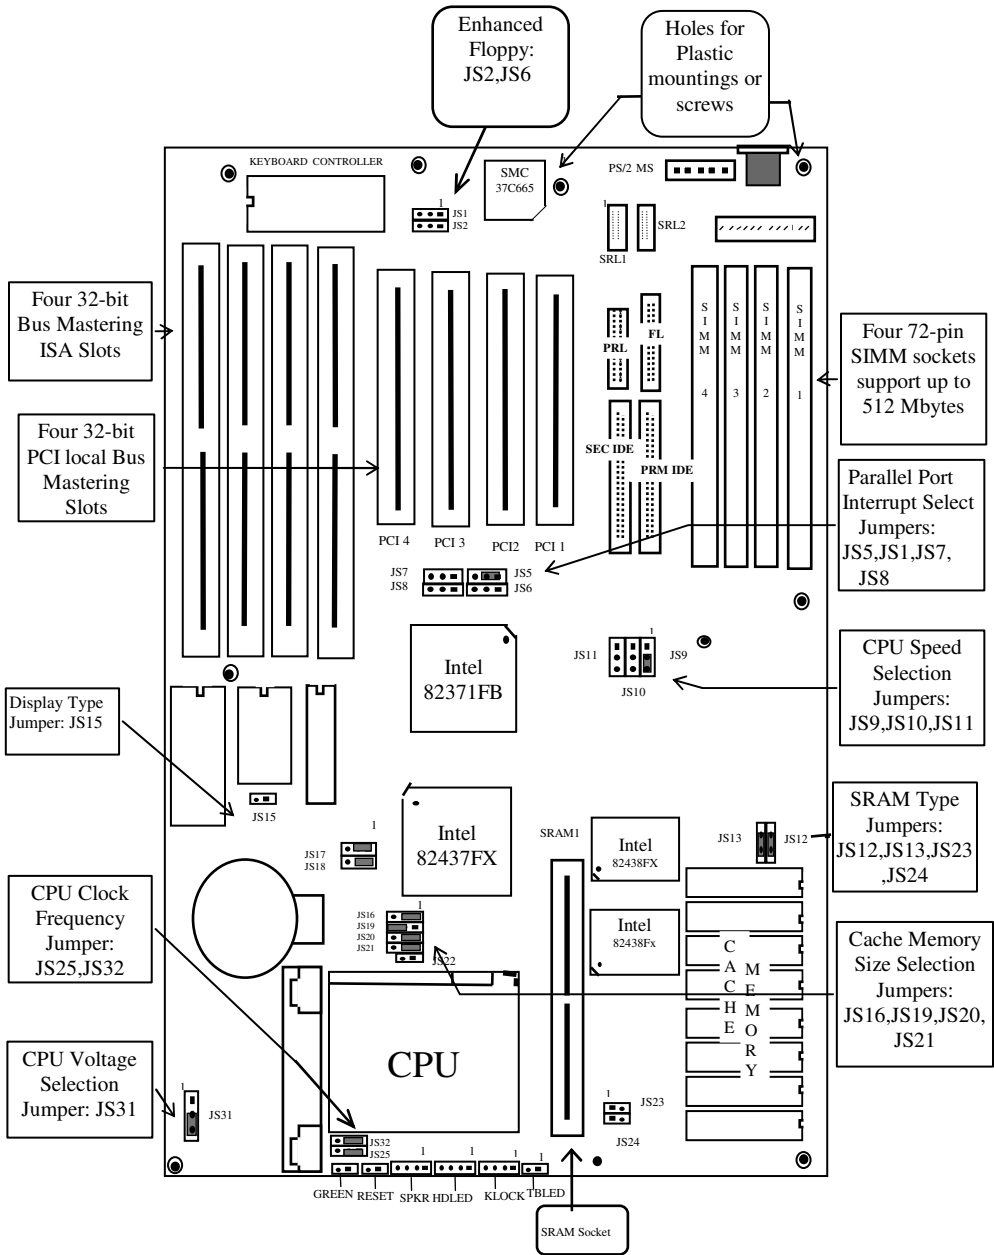 Enhanced
Floppy:
JS2,JS6
Holes for
Plastic
mountings or
screws
KEYBOARD CONTROLLER
SMC
37C665
PS/2 MS
1
JS1
JS2
1
SRL1
SRL2
Four 32-bit
Bus Mastering
ISA Slots
Four 32-bit
PCI local Bus
Mastering
Slots
PCI 4
PCI 3
PCI2
PCI 1
PRL
FL
SEC IDE
PRM IDE
SIMM 4
SIMM 3
SIMM 2
SIMM 1
Four 72-pin
SIMM sockets
support up to
512 Mbytes
Parallel Port
Interrupt Select
Jumpers:
JS5,JS1,JS7,
JS8
JS7
JS8
JS5
JS6
Intel
82371FB
1
JS11
JS9
JS10
CPU Speed
Selection
Jumpers:
JS9,JS10,JS11
Display Type
Jumper: JS15
JS15
1
JS17
JS18
Intel
82437FX
SRAM1
Intel
82438FX
Intel
82438Fx
JS13
JS12
SRAM Type
Jumpers:
JS12,JS13,JS23
,JS24
CPU Clock
Frequency
Jumper:
JS25,JS32
1
JS16
JS19
JS20
JS21
JS22
CACHE
MEMORY
Cache Memory
Size Selection
Jumpers:
JS16,JS19,JS20,
JS21
CPU
CPU Voltage
Selection
Jumper: JS31
1
JS31
JS23
JS24
JS32
JS25
1
1
1
1
GREEN
RESET
SPKR
HDLED
KLOCK
TBLED
SRAM Socket